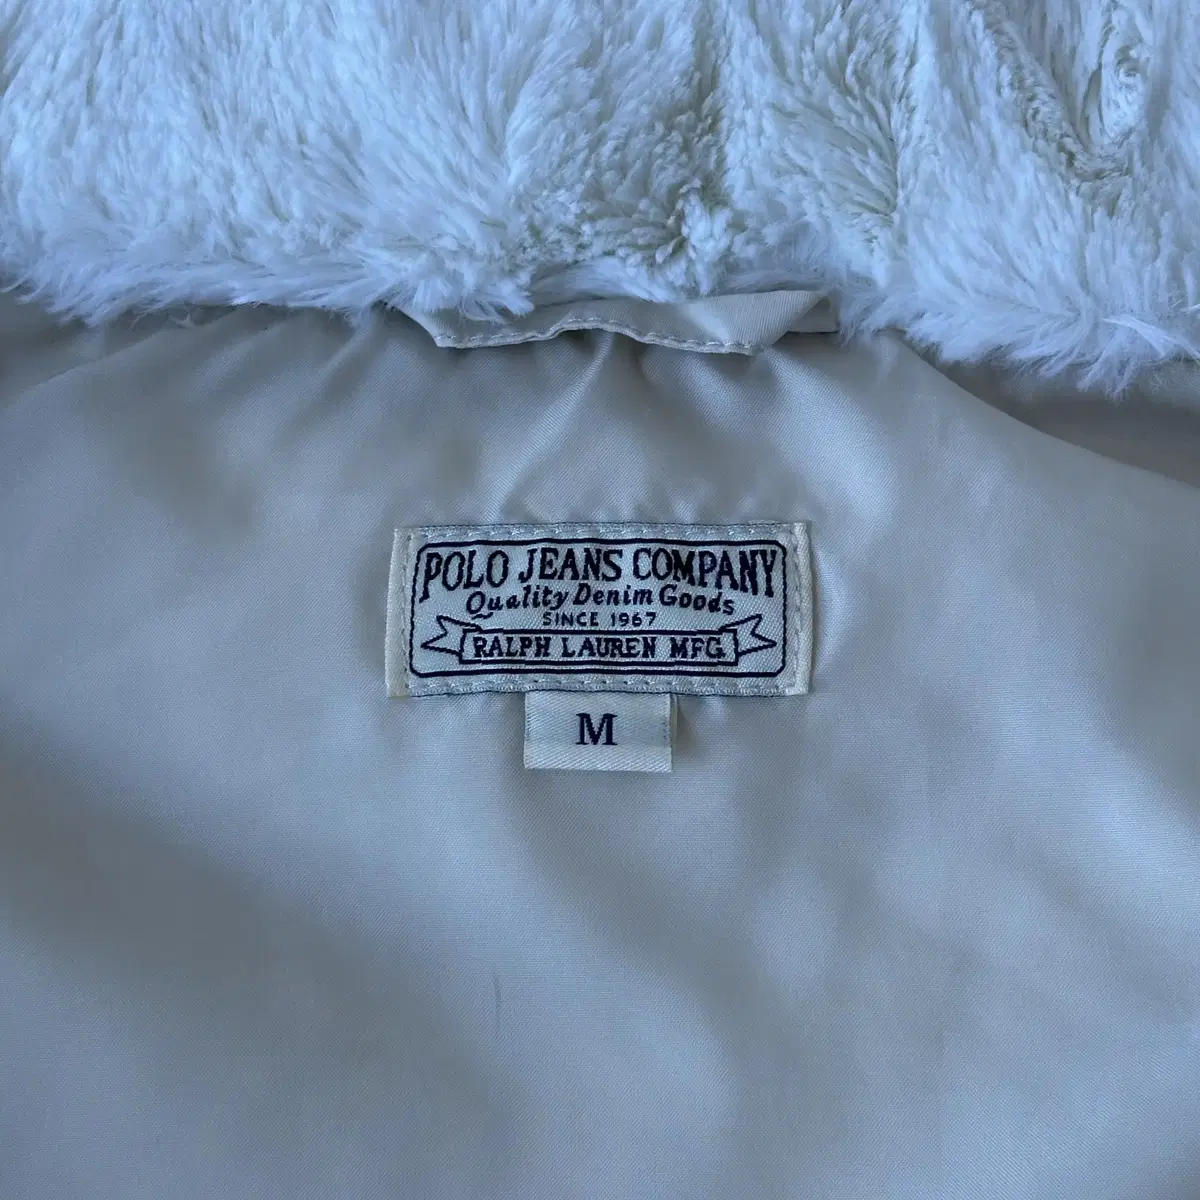 POLO JEANS COMPANY
Quality Denim Goods
SINCE 1967
RALPH LAUREN MFG.
M